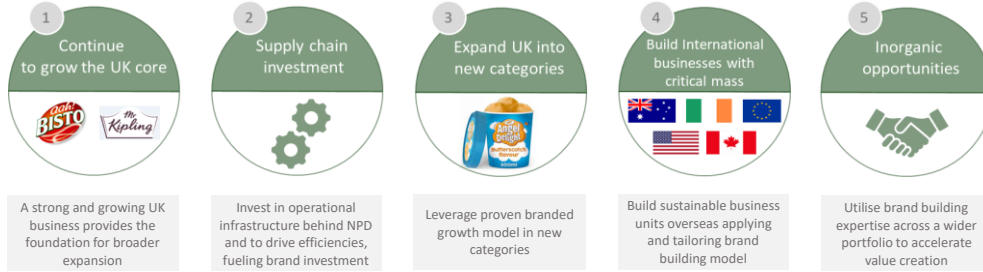 1
Continue
to grow the UK core
aah!
BISTO
Mr
Kipling
A strong and growing UK
business provides the
foundation for broader
expansion
2
Supply chain
investment
Invest in operational
infrastructure behind NPD
and to drive efficiencies,
fueling brand investment
3
Expand UK into
new categories
Angel
Delight
Butterscotch
flavour
Leverage proven branded
growth model in new
categories
4
Build International
businesses with
critical mass
Build sustainable business
units overseas applying
and tailoring brand
building model
5
Inorganic
opportunities
Utilise brand building
expertise across a wider
portfolio to accelerate
value creation